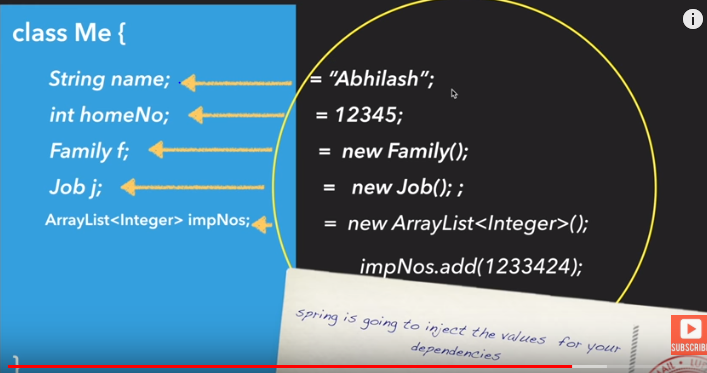 class Me {
String name; = "Abhilash";
int homeNo; = 12345;
Family f; = new Family();
Job j; = new Job(); ;
ArrayList<Integer> impNos; = new ArrayList<Integer>();
impNos.add(1233424);
spring is going to inject the values for your
dependencies
SUBSCRIBE
}